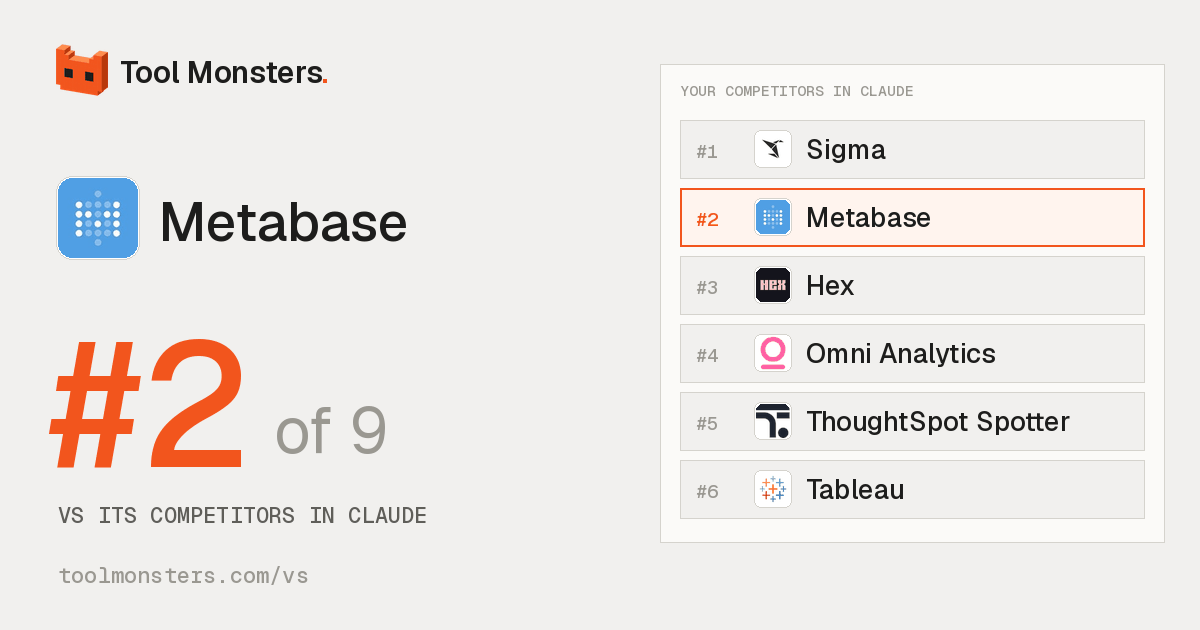 Tool Monsters.
Metabase
#2 of 9
VS ITS COMPETITORS IN CLAUDE
toolmonsters.com/vs
YOUR COMPETITORS IN CLAUDE
#1 Sigma
#2 Metabase
#3 HEX Hex
#4 Omni Analytics
#5 ThoughtSpot Spotter
#6 Tableau